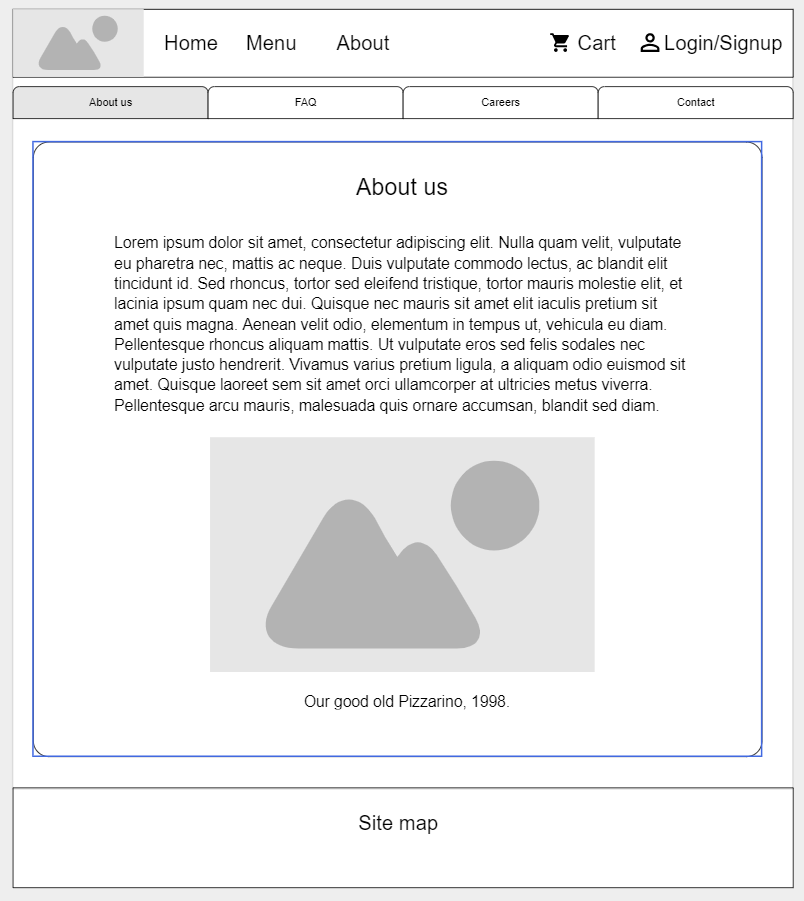 Home Menu About Cart Login/Signup
About us FAQ Careers Contact
About us
Lorem ipsum dolor sit amet, consectetur adipiscing elit. Nulla quam velit, vulputate
eu pharetra nec, mattis ac neque. Duis vulputate commodo lectus, ac blandit elit
tincidunt id. Sed rhoncus, tortor sed eleifend tristique, tortor mauris molestie elit, et
lacinia ipsum quam nec dui. Quisque nec mauris sit amet elit iaculis pretium sit
amet quis magna. Aenean velit odio, elementum in tempus ut, vehicula eu diam.
Pellentesque rhoncus aliquam mattis. Ut vulputate eros sed felis sodales nec
vulputate justo hendrerit. Vivamus varius pretium ligula, a aliquam odio euismod sit
amet. Quisque laoreet sem sit amet orci ullamcorper at ultricies metus viverra.
Pellentesque arcu mauris, malesuada quis ornare accumsan, blandit sed diam.
Our good old Pizzarino, 1998.
Site map